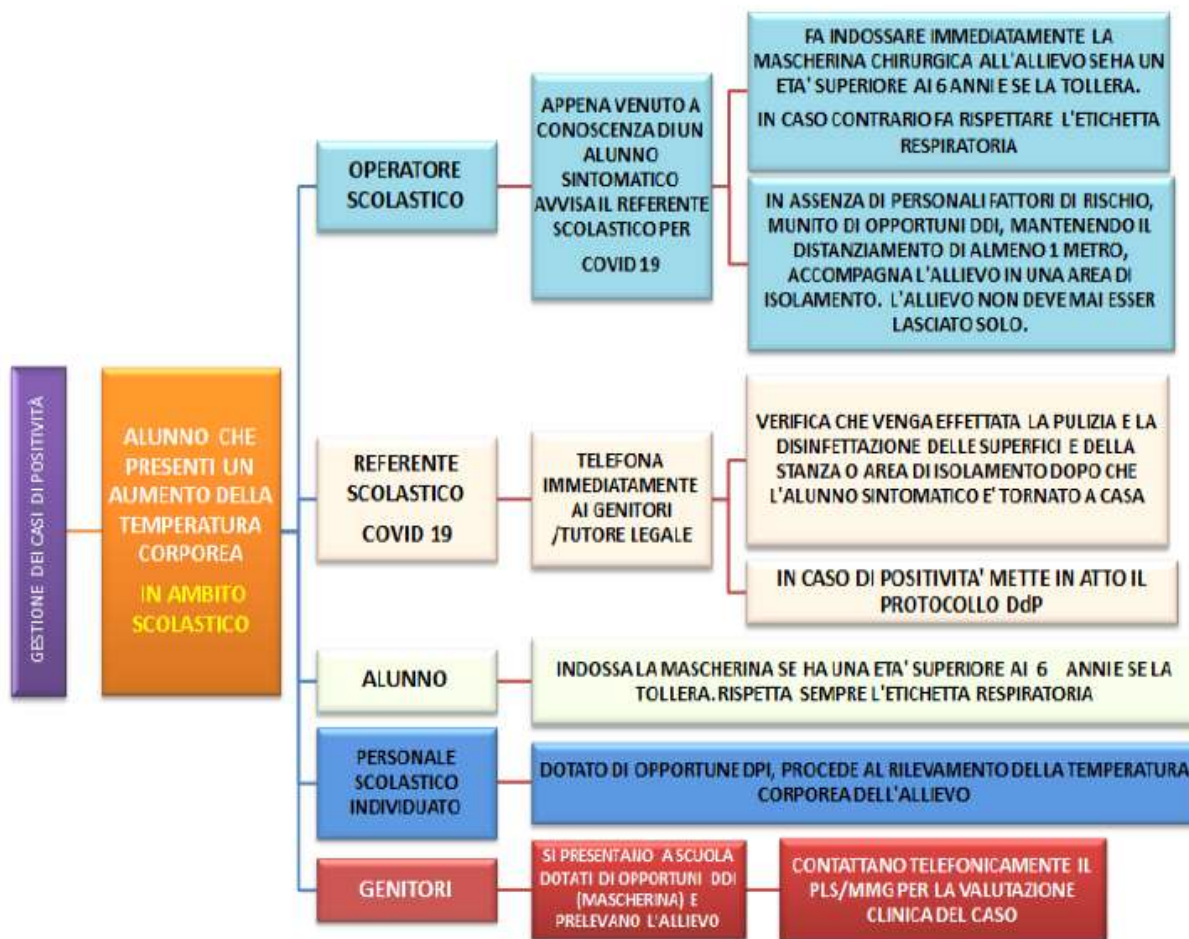 GESTIONE DEI CASI DI POSITIVITÀ
ALUNNO CHE
PRESENTI UN
AUMENTO DELLA
TEMPERATURA
CORPOREA
IN AMBITO
SCOLASTICO
OPERATORE
SCOLASTICO
APPENA VENUTO A
CONOSCENZA DI UN
ALUNNO
SINTOMATICO
AVVISA IL REFERENTE
SCOLASTICO PER
COVID 19
FA INDOSSARE IMMEDIATAMENTE LA
MASCHERINA CHIRURGICA ALL'ALLIEVO SE HA UN
ETA' SUPERIORE AI 6 ANNI E SE LA TOLLERA.
IN CASO CONTRARIO FA RISPETTARE L'ETICHETTA
RESPIRATORIA
IN ASSENZA DI PERSONALI FATTORI DI RISCHIO,
MUNITO DI OPPORTUNI DDI, MANTENENDO IL
DISTANZIAMENTO DI ALMENO 1 METRO,
ACCOMPAGNA L'ALLIEVO IN UNA AREA DI
ISOLAMENTO. L'ALLIEVO NON DEVE MAI ESSER
LASCIATO SOLO.
REFERENTE
SCOLASTICO
COVID 19
TELEFONA
IMMEDIATAMENTE
AI GENITORI
/TUTORE LEGALE
VERIFICA CHE VENGA EFFETTATA LA PULIZIA E LA
DISINFETTAZIONE DELLE SUPERFICI E DELLA
STANZA O AREA DI ISOLAMENTO DOPO CHE
L'ALUNNO SINTOMATICO E' TORNATO A CASA
IN CASO DI POSITIVITA' METTE IN ATTO IL
PROTOCOLLO DdP
ALUNNO
INDOSSA LA MASCHERINA SE HA UNA ETA' SUPERIORE AI 6 ANNI E SE LA
TOLLERA. RISPETTA SEMPRE L'ETICHETTA RESPIRATORIA
PERSONALE
SCOLASTICO
INDIVIDUATO
DOTATO DI OPPORTUNE DPI, PROCEDE AL RILEVAMENTO DELLA TEMPERATURA
CORPOREA DELL'ALLIEVO
GENITORI
SI PRESENTANO A SCUOLA
DOTATI DI OPPORTUNI DDI
(MASCHERINA) E
PRELEVANO L'ALLIEVO
CONTATTANO TELEFONICAMENTE IL
PLS/MMG PER LA VALUTAZIONE
CLINICA DEL CASO